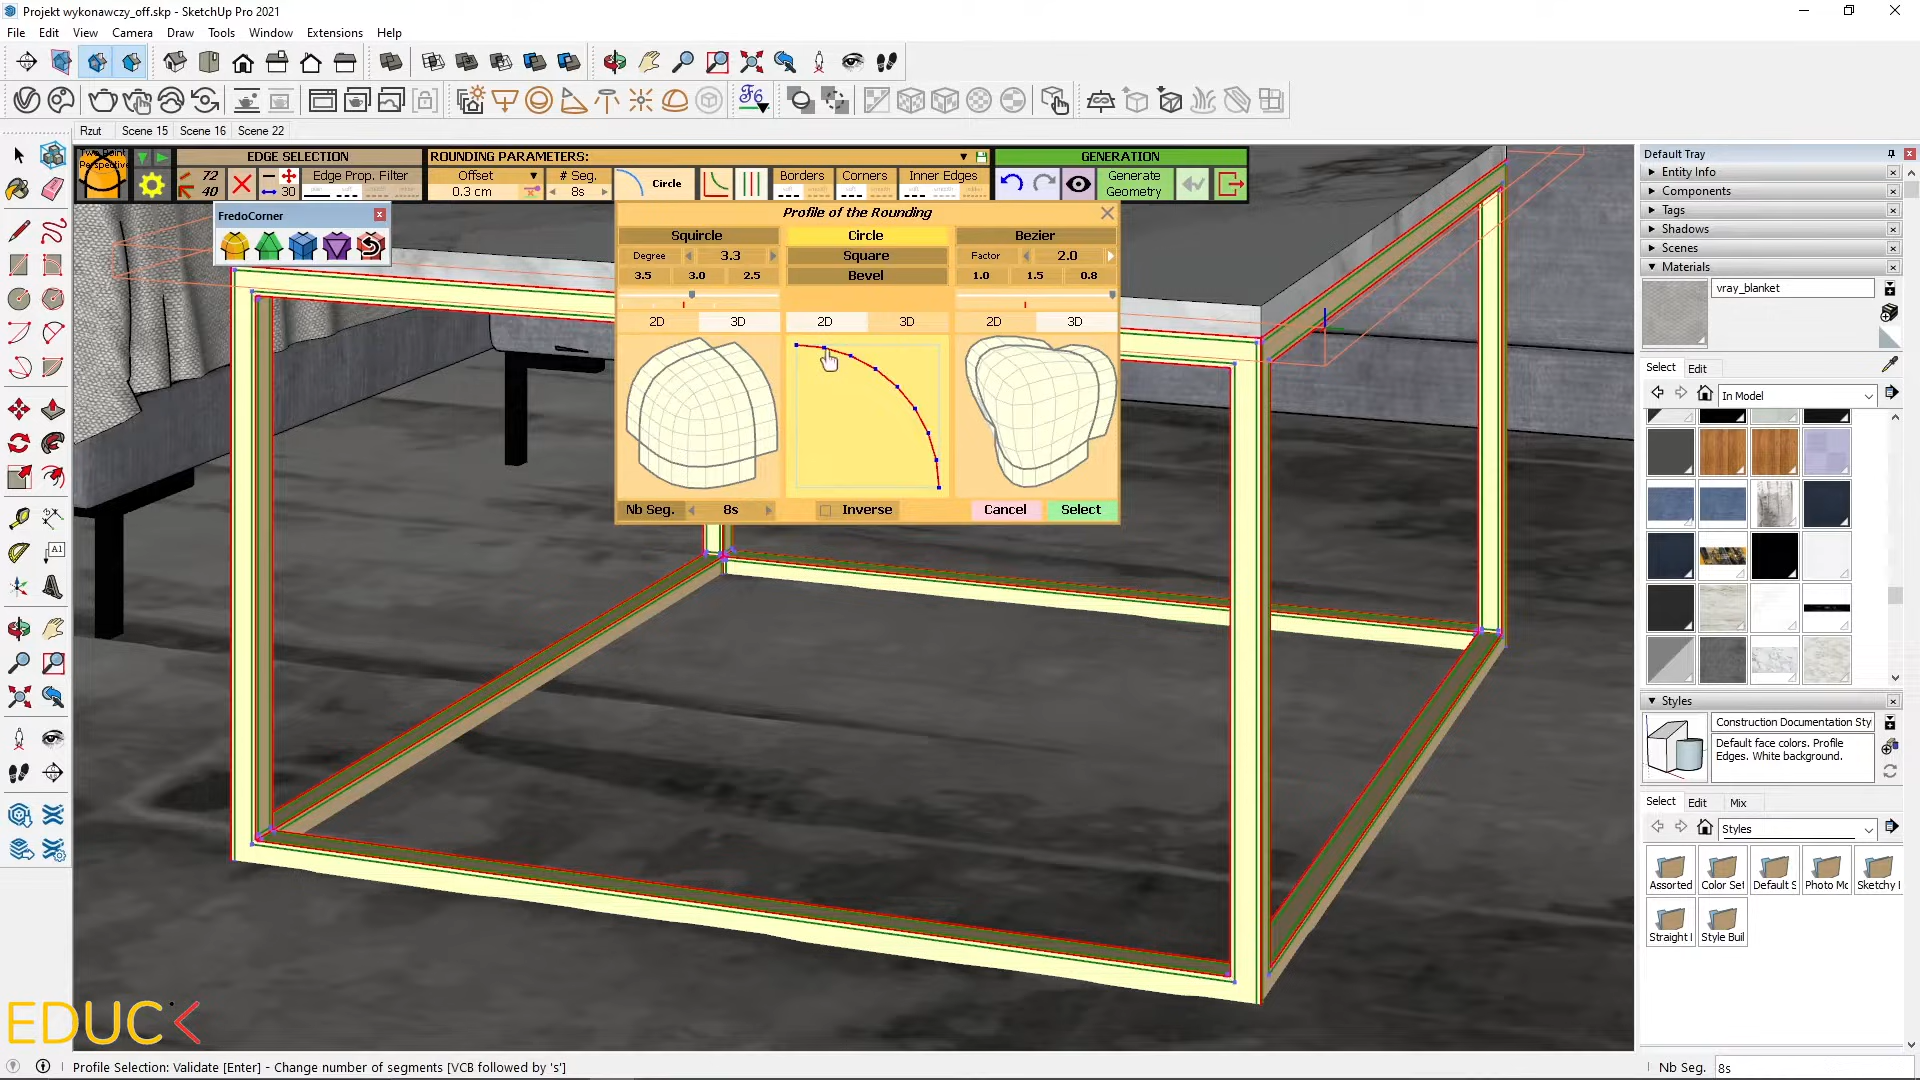 Projekt wykonawczy_off.skp - SketchUp Pro 2021
File Edit View Camera Draw Tools Window Extensions Help
Rzut Scene 15 Scene 16 Scene 22
Two Point
Perspective
EDGE SELECTION
72
40
30
Edge Prop. Filter
ROUNDING PARAMETERS:
Offset
0.3 cm
# Seg.
8s
Circle
Borders
Corners
Inner Edges
GENERATION
Generate
Geometry
FredoCorner
Profile of the Rounding
Squircle Circle Bezier
Degree 3.3 Square Factor 2.0
3.5 3.0 2.5 Bevel 1.0 1.5 0.8
2D 3D 2D 3D 2D 3D
Nb Seg. 8s Inverse Cancel Select
Default Tray
Entity Info
Components
Tags
Shadows
Scenes
Materials
vray_blanket
Select Edit
In Model
Styles
Construction Documentation Sty
Default face colors. Profile
Edges. White background.
Select Edit Mix
Styles
Assorted Color Set Default S Photo Mo Sketchy I
Straight I Style Buil
A1
F6
EDUC
Profile Selection: Validate [Enter] - Change number of segments [VCB followed by 's']
Nb Seg. 8s